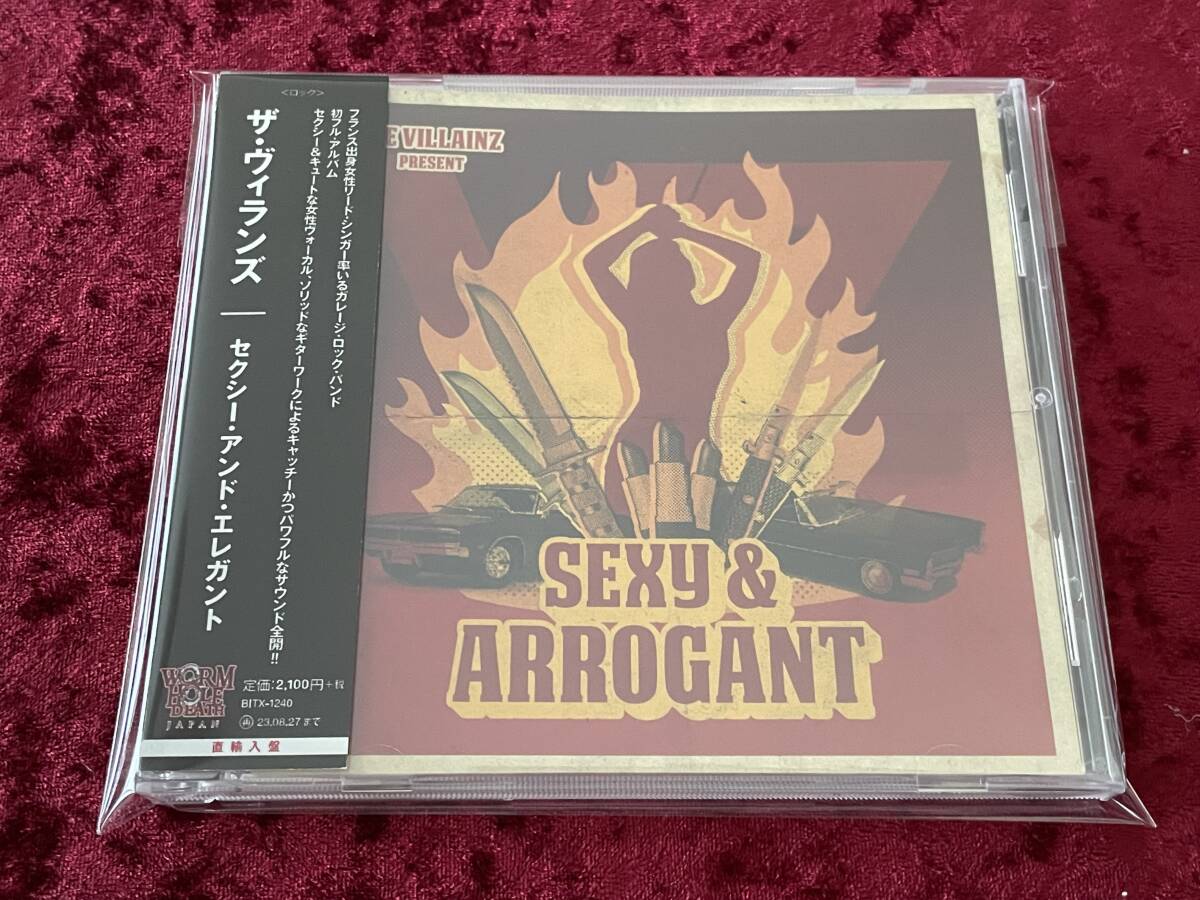 <ロック>
ザ・ヴィランズ
セクシー・アンド・エレガント
フランス出身女性リード・シンガー率いるガレージ・ロック・バンド
初フル・アルバム
セクシー&キュートな女性ヴォーカル、ソリッドなギターワークによるキャッチーかつパワフルなサウンド全開!!
WORM
HOLE
DEATH
JAPAN
定価:2,100円+税
BITX-1240
23.08.27まで
直輸入盤
E VILLAINZ
PRESENT
SEXY &
ARROGANT